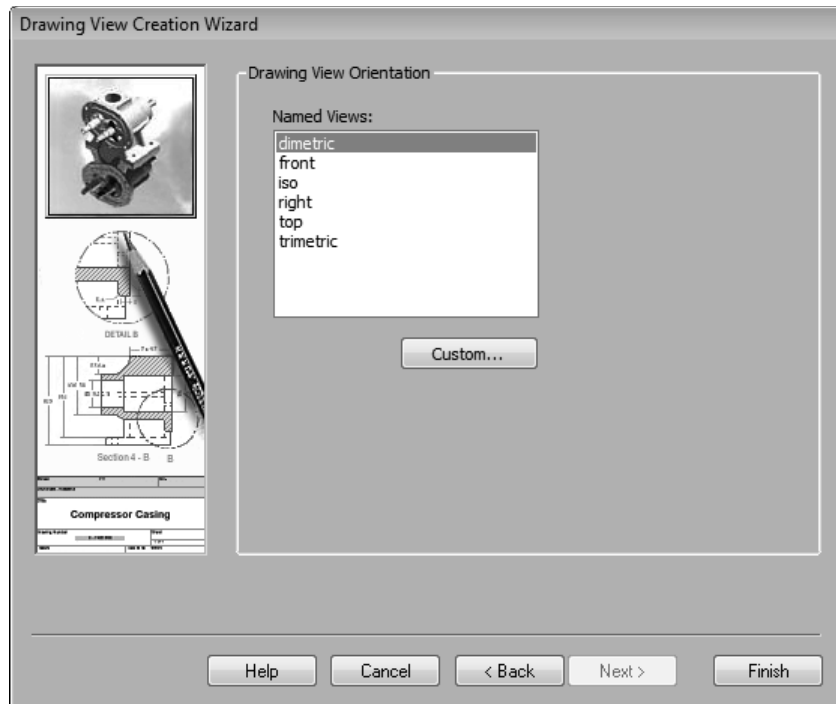 Drawing View Creation Wizard
Drawing View Orientation
Named Views:
dimetric
front
iso
right
top
trimetric
Custom...
DETAIL B
Section 4 - B B
Compressor Casing
Help Cancel < Back Next > Finish